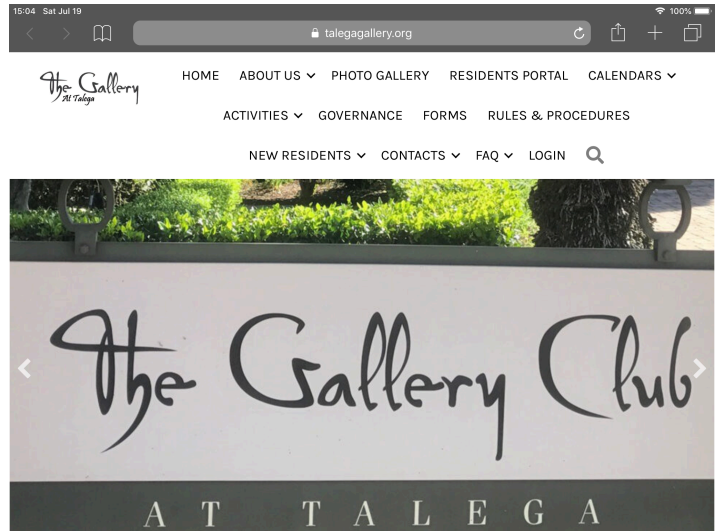 15:04 Sat Jul 19 100%
talegagallery.org
The Gallery
At Talega
HOME ABOUT US PHOTO GALLERY RESIDENTS PORTAL CALENDARS
ACTIVITIES GOVERNANCE FORMS RULES & PROCEDURES
NEW RESIDENTS CONTACTS FAQ LOGIN
The Gallery Club
AT TALEGA